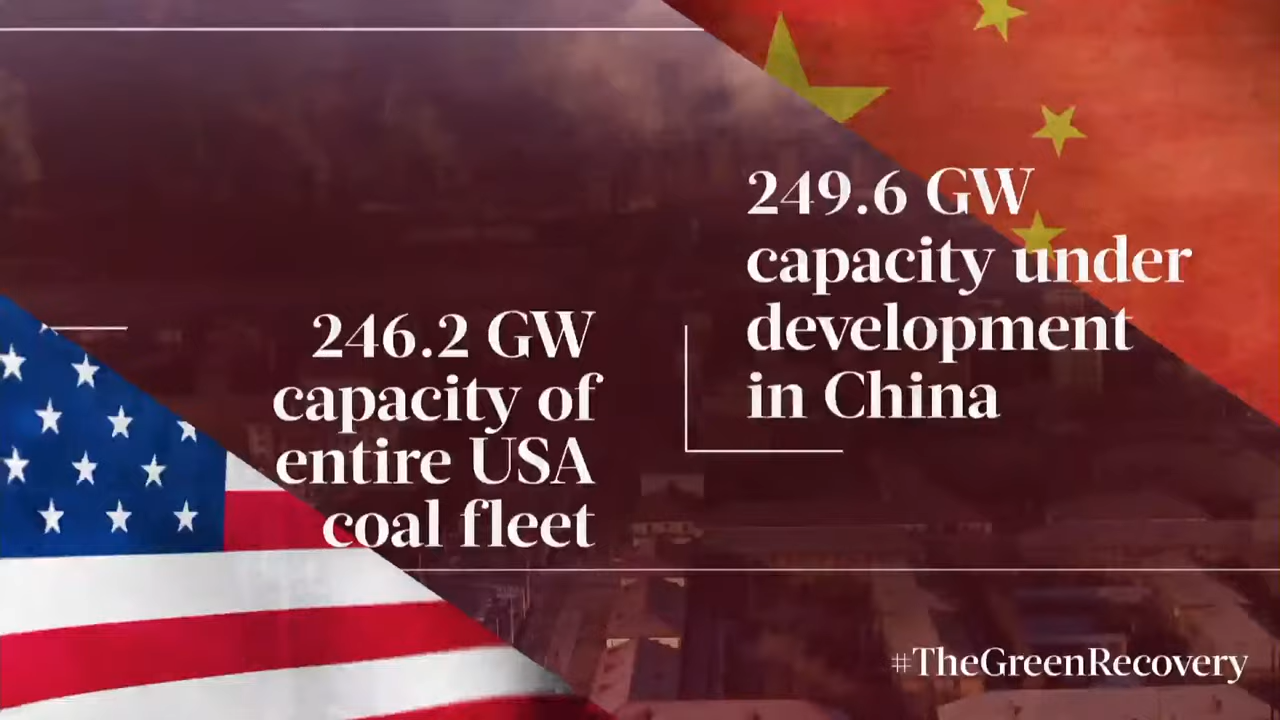 246.2 GW
capacity of
entire USA
coal fleet
249.6 GW
capacity under
development
in China
#TheGreenRecovery